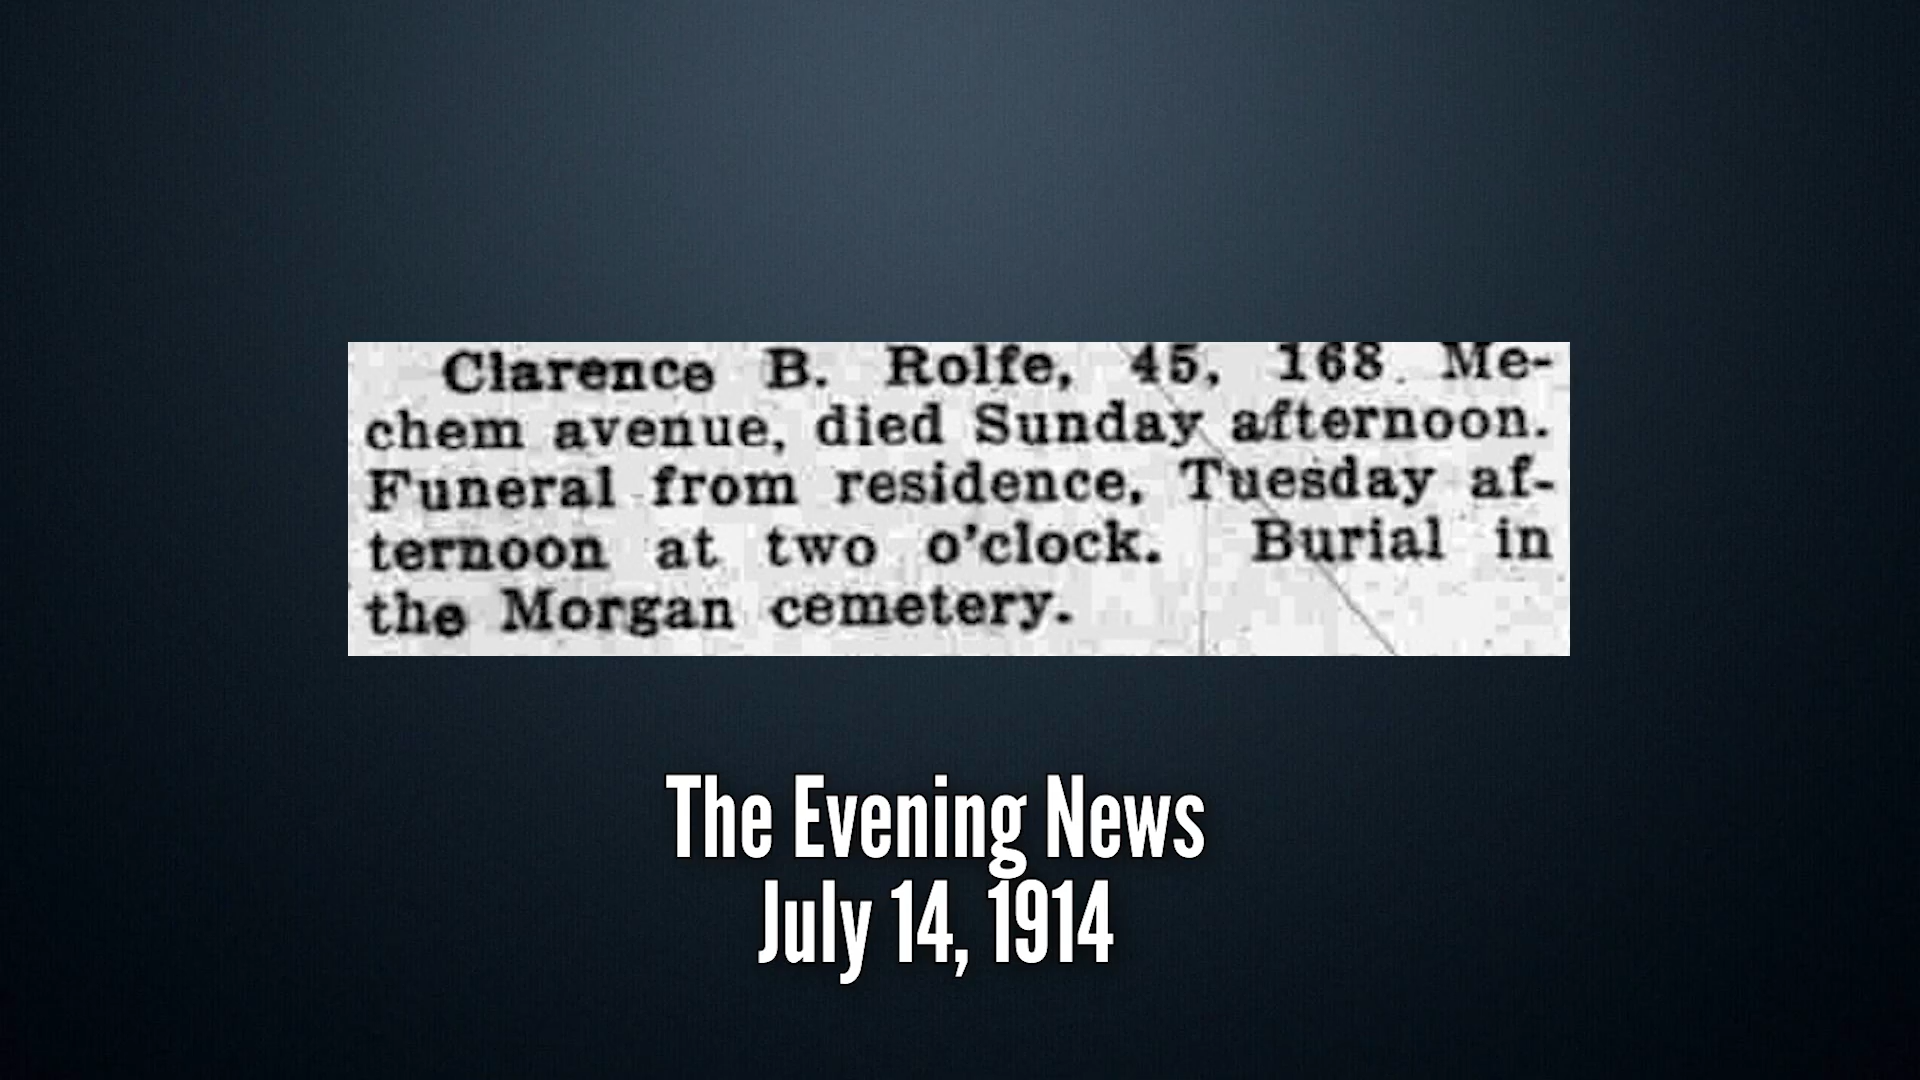 Clarence B. Rolfe, 45, 168 Me-
chem avenue, died Sunday afternoon.
Funeral from residence, Tuesday af-
ternoon at two o'clock. Burial in
the Morgan cemetery.
The Evening News
July 14, 1914